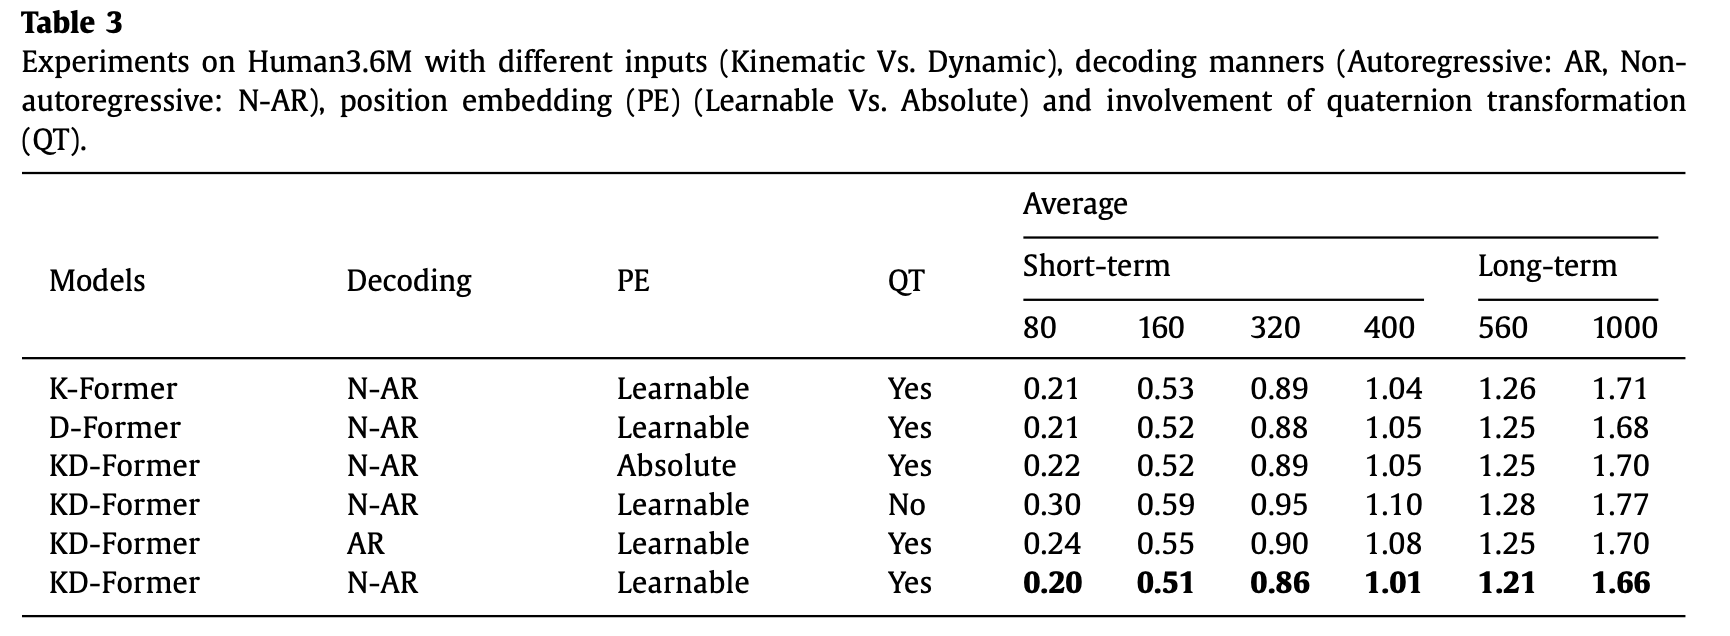 Table 3
Experiments on Human3.6M with different inputs (Kinematic Vs. Dynamic), decoding manners (Autoregressive: AR, Non-
autoregressive: N-AR), position embedding (PE) (Learnable Vs. Absolute) and involvement of quaternion transformation
(QT).
Average
Models Decoding PE QT Short-term Long-term
80 160 320 400 560 1000
K-Former N-AR Learnable Yes 0.21 0.53 0.89 1.04 1.26 1.71
D-Former N-AR Learnable Yes 0.21 0.52 0.88 1.05 1.25 1.68
KD-Former N-AR Absolute Yes 0.22 0.52 0.89 1.05 1.25 1.70
KD-Former N-AR Learnable No 0.30 0.59 0.95 1.10 1.28 1.77
KD-Former AR Learnable Yes 0.24 0.55 0.90 1.08 1.25 1.70
KD-Former N-AR Learnable Yes 0.20 0.51 0.86 1.01 1.21 1.66